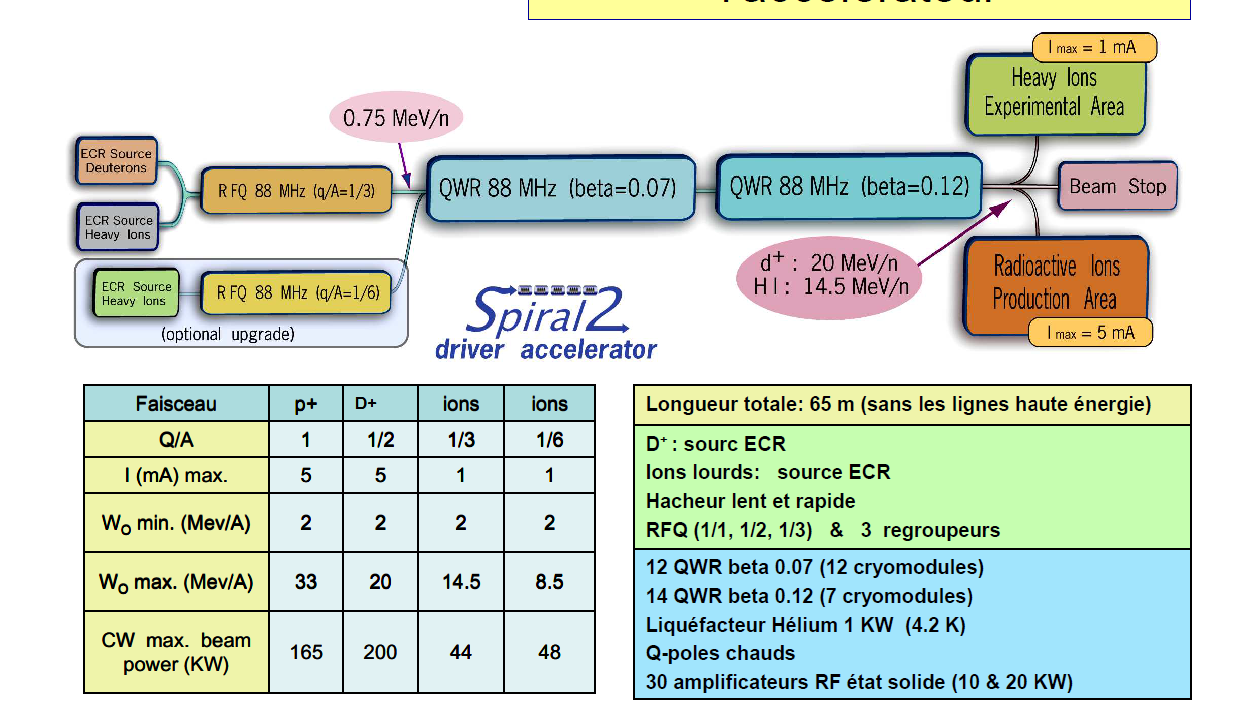 l'accélérateur
I max = 1 mA
Heavy Ions
Experimental Area
0.75 MeV/n
ECR Source
Deuterons
RFQ 88 MHz (q/A=1/3)
QWR 88 MHz (beta=0.07)
QWR 88 MHz (beta=0.12)
Beam Stop
ECR Source
Heavy Ions
d+ : 20 MeV/n
HI : 14.5 MeV/n
Radioactive Ions
Production Area
I max = 5 mA
ECR Source
Heavy Ions
RFQ 88 MHz (q/A=1/6)
(optional upgrade)
Spiral2
driver accelerator
Faisceau p+ D+ ions ions
Q/A 1 1/2 1/3 1/6
I (mA) max. 5 5 1 1
Wo min. (Mev/A) 2 2 2 2
Wo max. (Mev/A) 33 20 14.5 8.5
CW max. beam
power (KW) 165 200 44 48
Longueur totale: 65 m (sans les lignes haute énergie)
D+ : sourc ECR
Ions lourds: source ECR
Hacheur lent et rapide
RFQ (1/1, 1/2, 1/3) & 3 regroupeurs
12 QWR beta 0.07 (12 cryomodules)
14 QWR beta 0.12 (7 cryomodules)
Liquéfacteur Hélium 1 KW (4.2 K)
Q-poles chauds
30 amplificateurs RF état solide (10 & 20 KW)